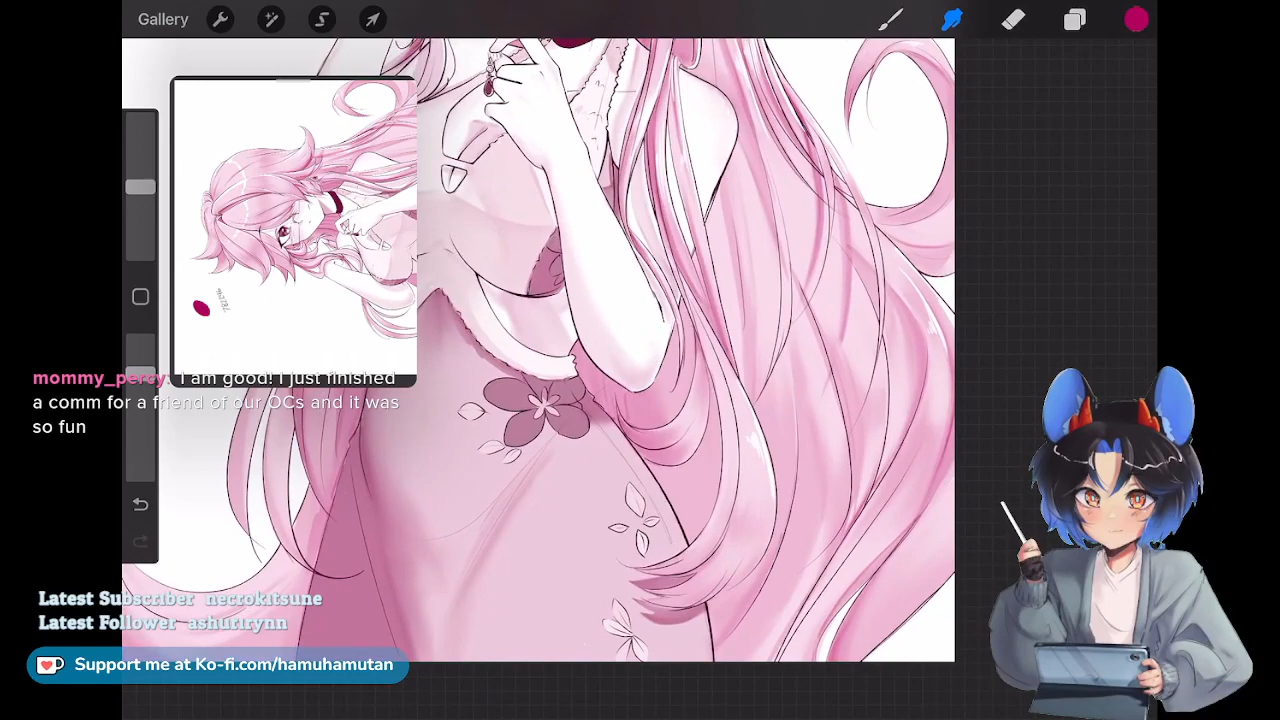 Gallery
mommy_percy: I am good! I just finished
a comm for a friend of our OCs and it was
so fun
Latest Subscriber necrokitsune
Latest Follower ashurirynn
Support me at Ko-fi.com/hamuhamutan